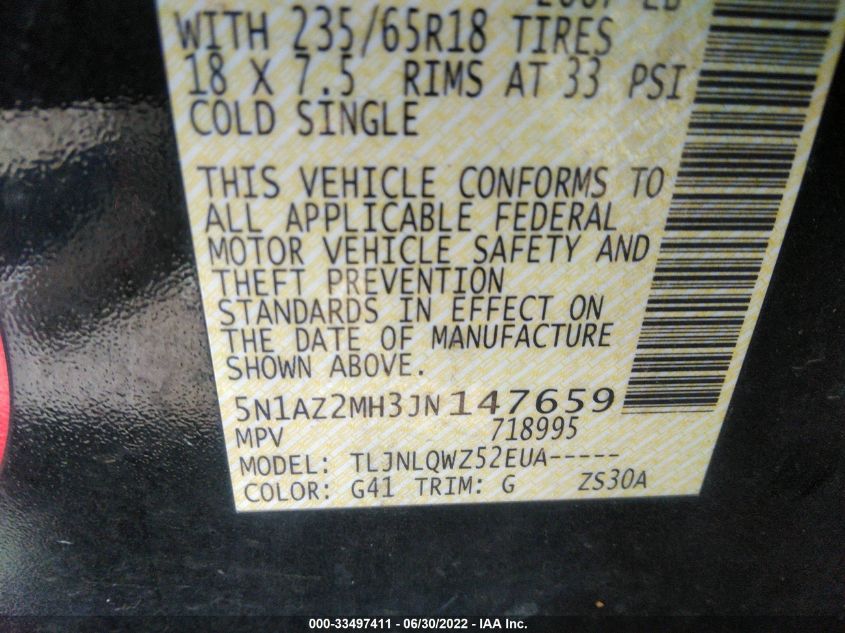 WITH 235/65R18 TIRES
18 X 7.5 RIMS AT 33 PSI
COLD SINGLE
THIS VEHICLE CONFORMS TO
ALL APPLICABLE FEDERAL
MOTOR VEHICLE SAFETY AND
THEFT PREVENTION
STANDARDS IN EFFECT ON
THE DATE OF MANUFACTURE
SHOWN ABOVE.
5N1AZ2MH3JN147659
MPV 718995
MODEL: TLJNLQWZ52EUA-----
COLOR: G41 TRIM: G ZS30A
000-33497411 - 06/30/2022 - IAA Inc.